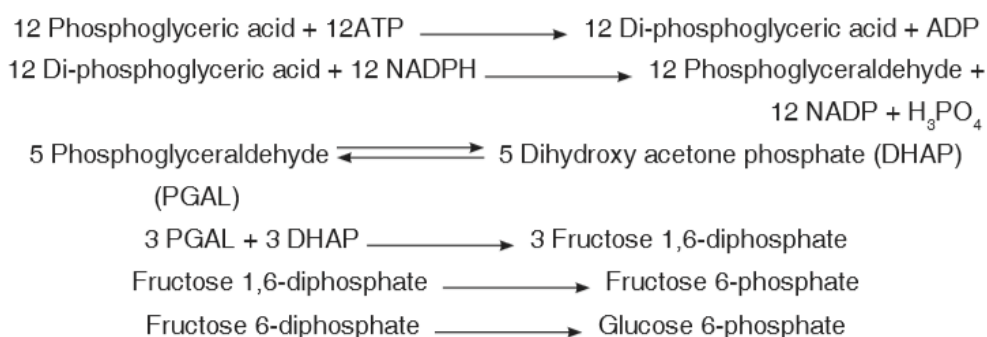 12 Phosphoglyceric acid + 12ATP ⟶ 12 Di-phosphoglyceric acid + ADP
12 Di-phosphoglyceric acid + 12 NADPH ⟶ 12 Phosphoglyceraldehyde +
12 NADP + H₃PO₄
5 Phosphoglyceraldehyde ⇌ 5 Dihydroxy acetone phosphate (DHAP)
(PGAL)
3 PGAL + 3 DHAP ⟶ 3 Fructose 1,6-diphosphate
Fructose 1,6-diphosphate ⟶ Fructose 6-phosphate
Fructose 6-diphosphate ⟶ Glucose 6-phosphate